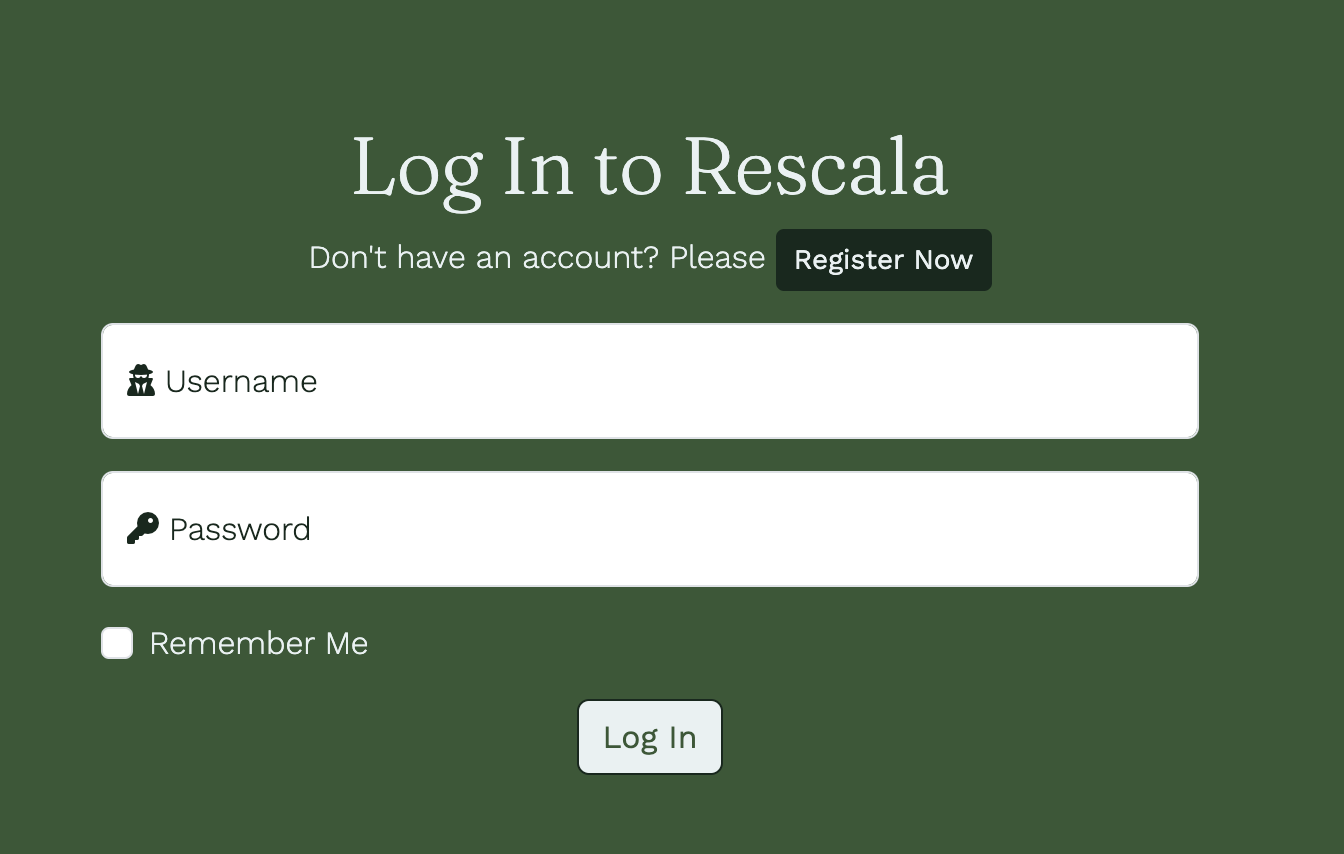 Log In to Rescala
Don't have an account? Please Register Now
Username
Password
Remember Me
Log In